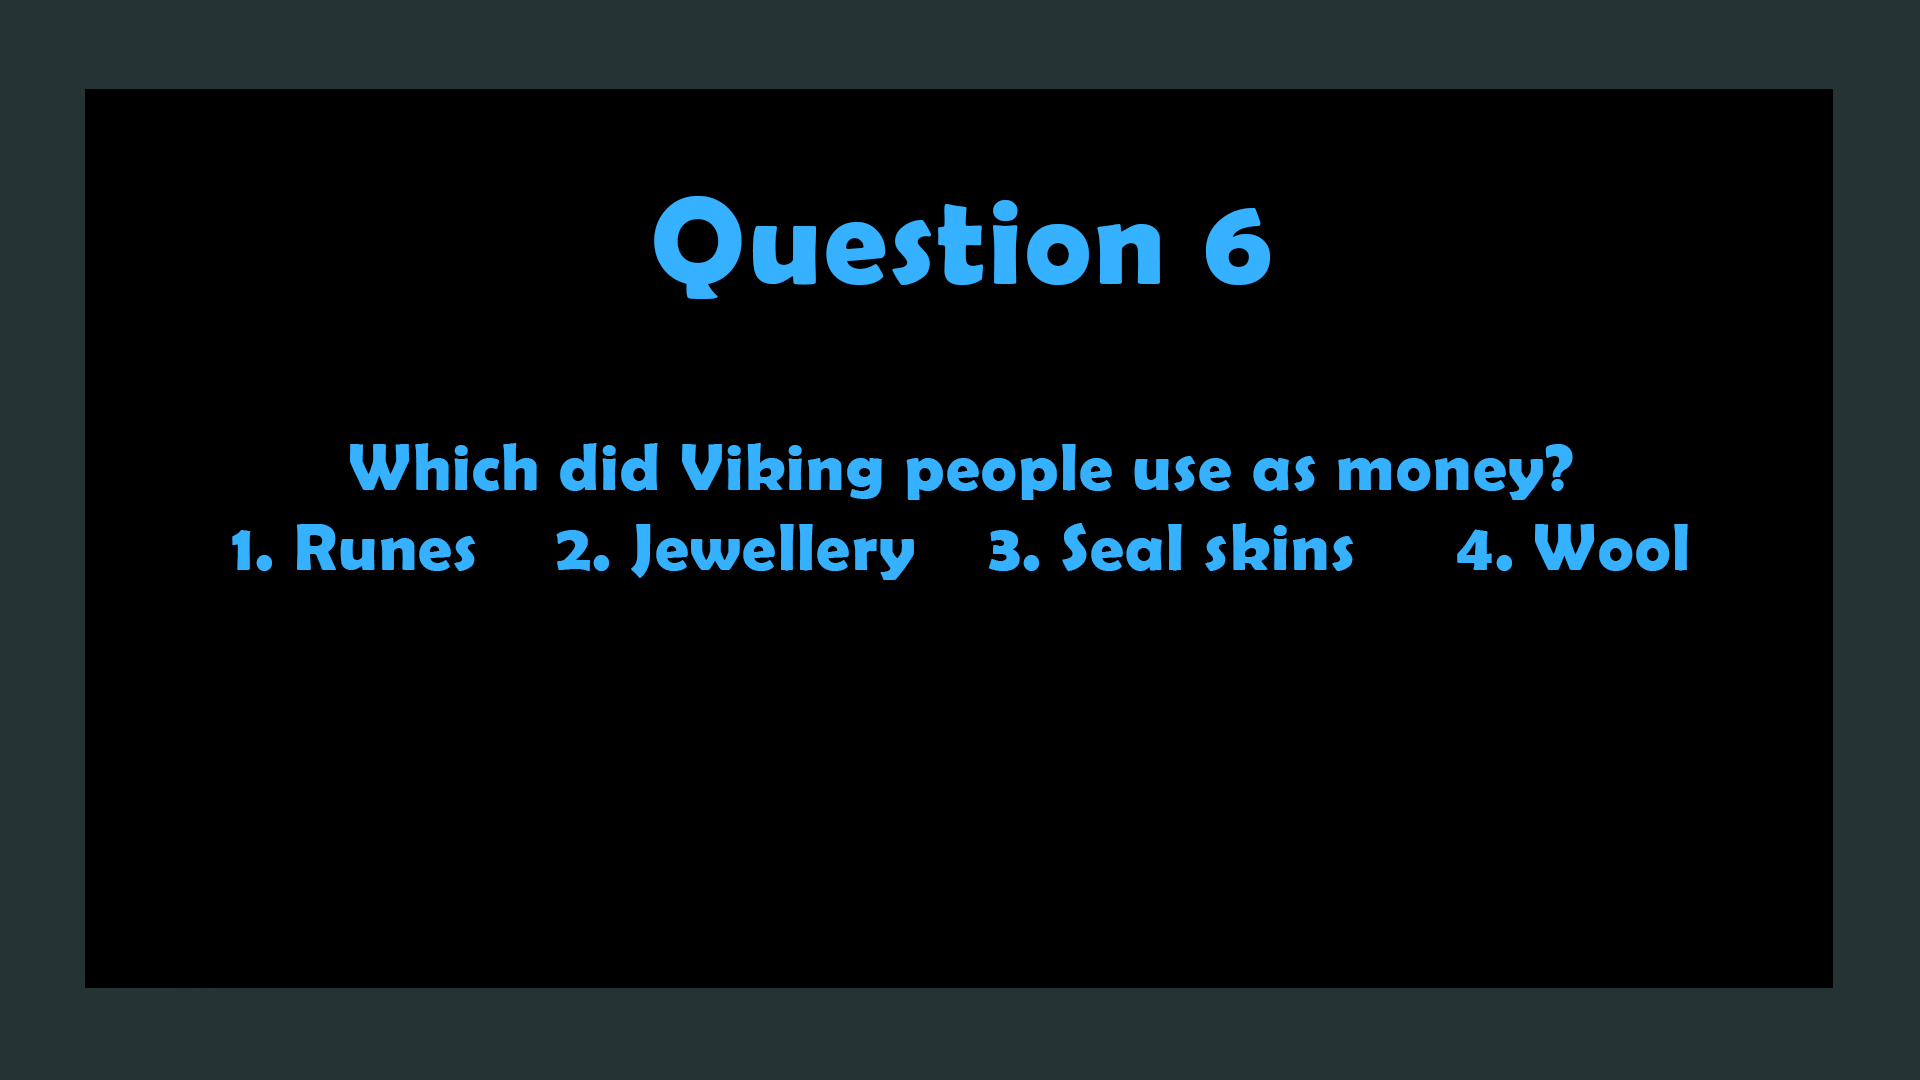 Question 6
Which did Viking people use as money?
1. Runes 2. Jewellery 3. Seal skins 4. Wool